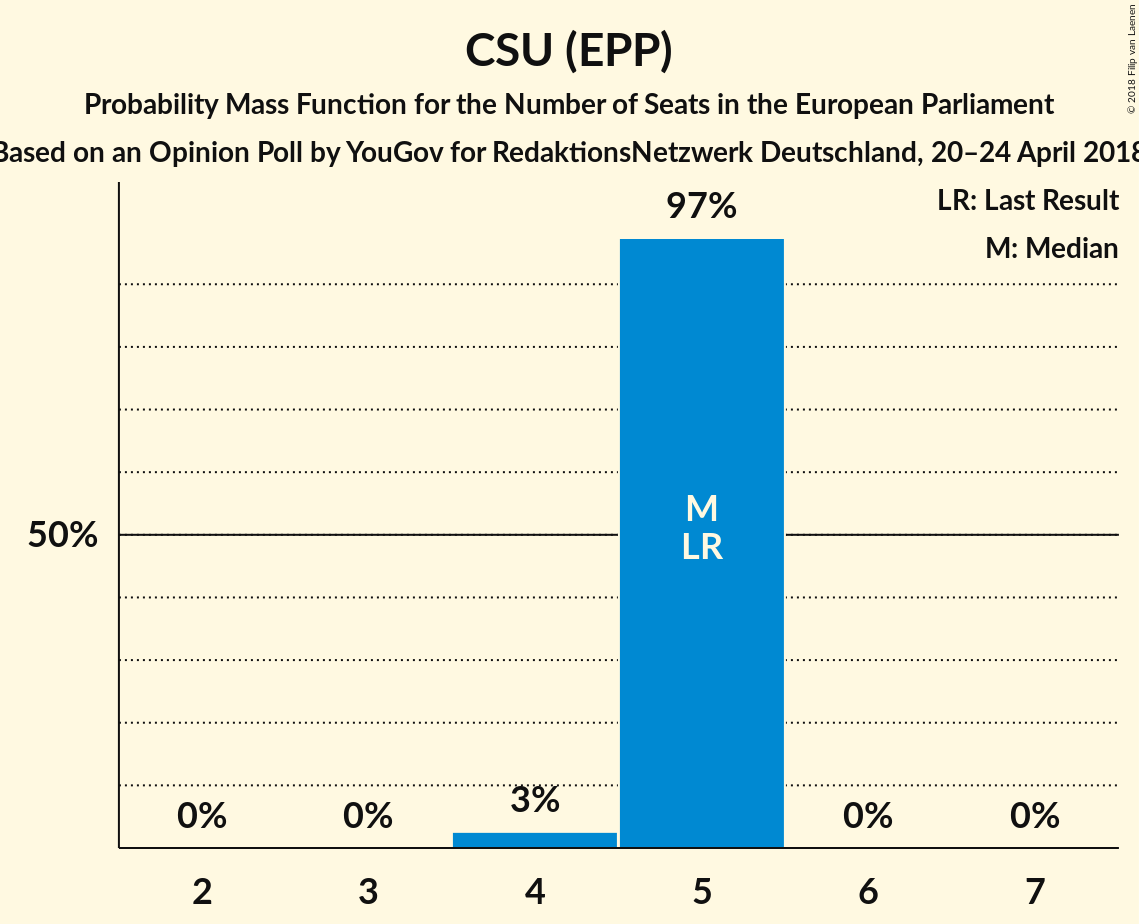 CSU (EPP)
Probability Mass Function for the Number of Seats in the European Parliament
Based on an Opinion Poll by YouGov for RedaktionsNetzwerk Deutschland, 20–24 April 2018
© 2018 Filip van Laenen
LR: Last Result
M: Median
97%
50%
M
LR
0%
0%
3%
0%
0%
2
3
4
5
6
7